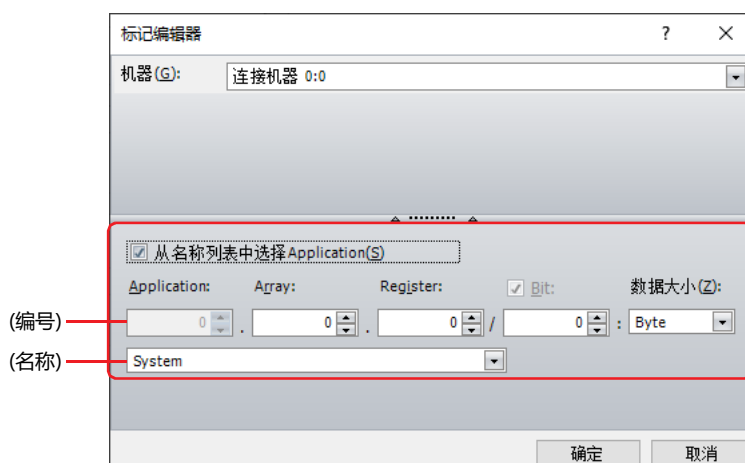 标记编辑器 ? ×
机器(G): 连接机器 0:0
从名称列表中选择Application(S)
Application: Array: Register: Bit: 数据大小(Z):
(编号) 0 . 0 . 0 / 0 : Byte
(名称) System
确定 取消